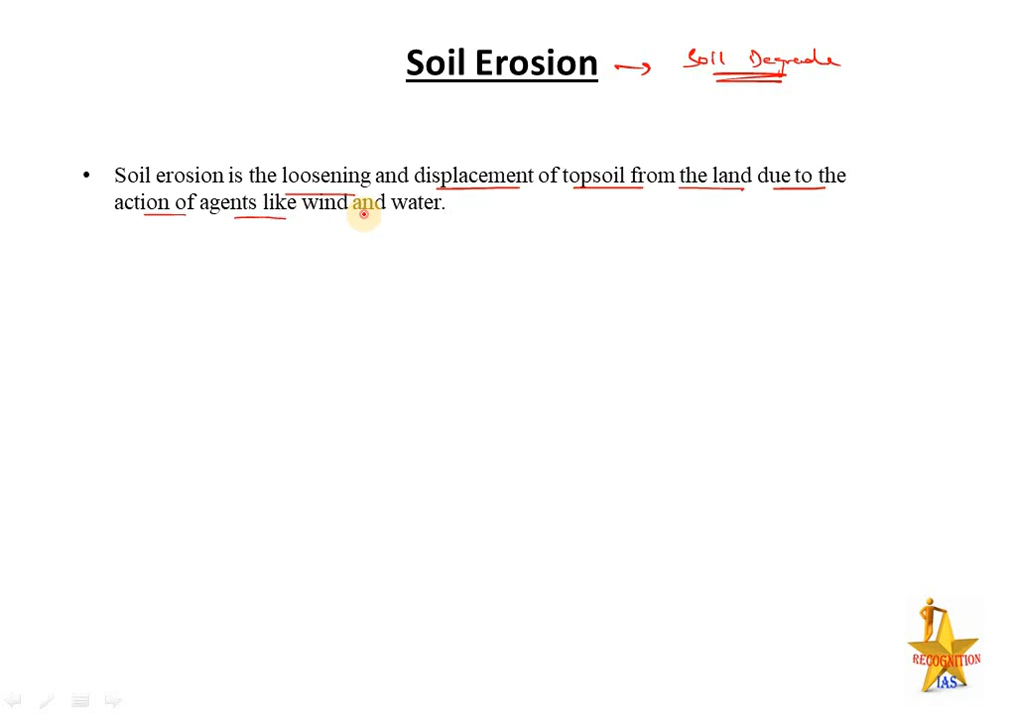 Soil Erosion → Soil Degrade
• Soil erosion is the loosening and displacement of topsoil from the land due to the
action of agents like wind and water.
RECOGNITION
IAS